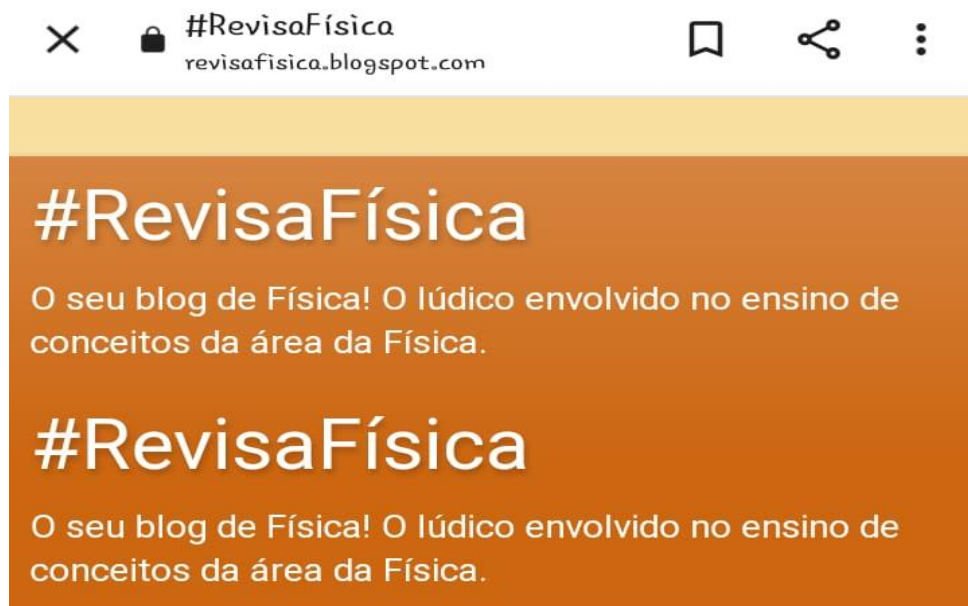 #RevisaFísica
revisafisica.blogspot.com
#RevisaFísica
O seu blog de Física! O lúdico envolvido no ensino de
conceitos da área da Física.
#RevisaFísica
O seu blog de Física! O lúdico envolvido no ensino de
conceitos da área da Física.